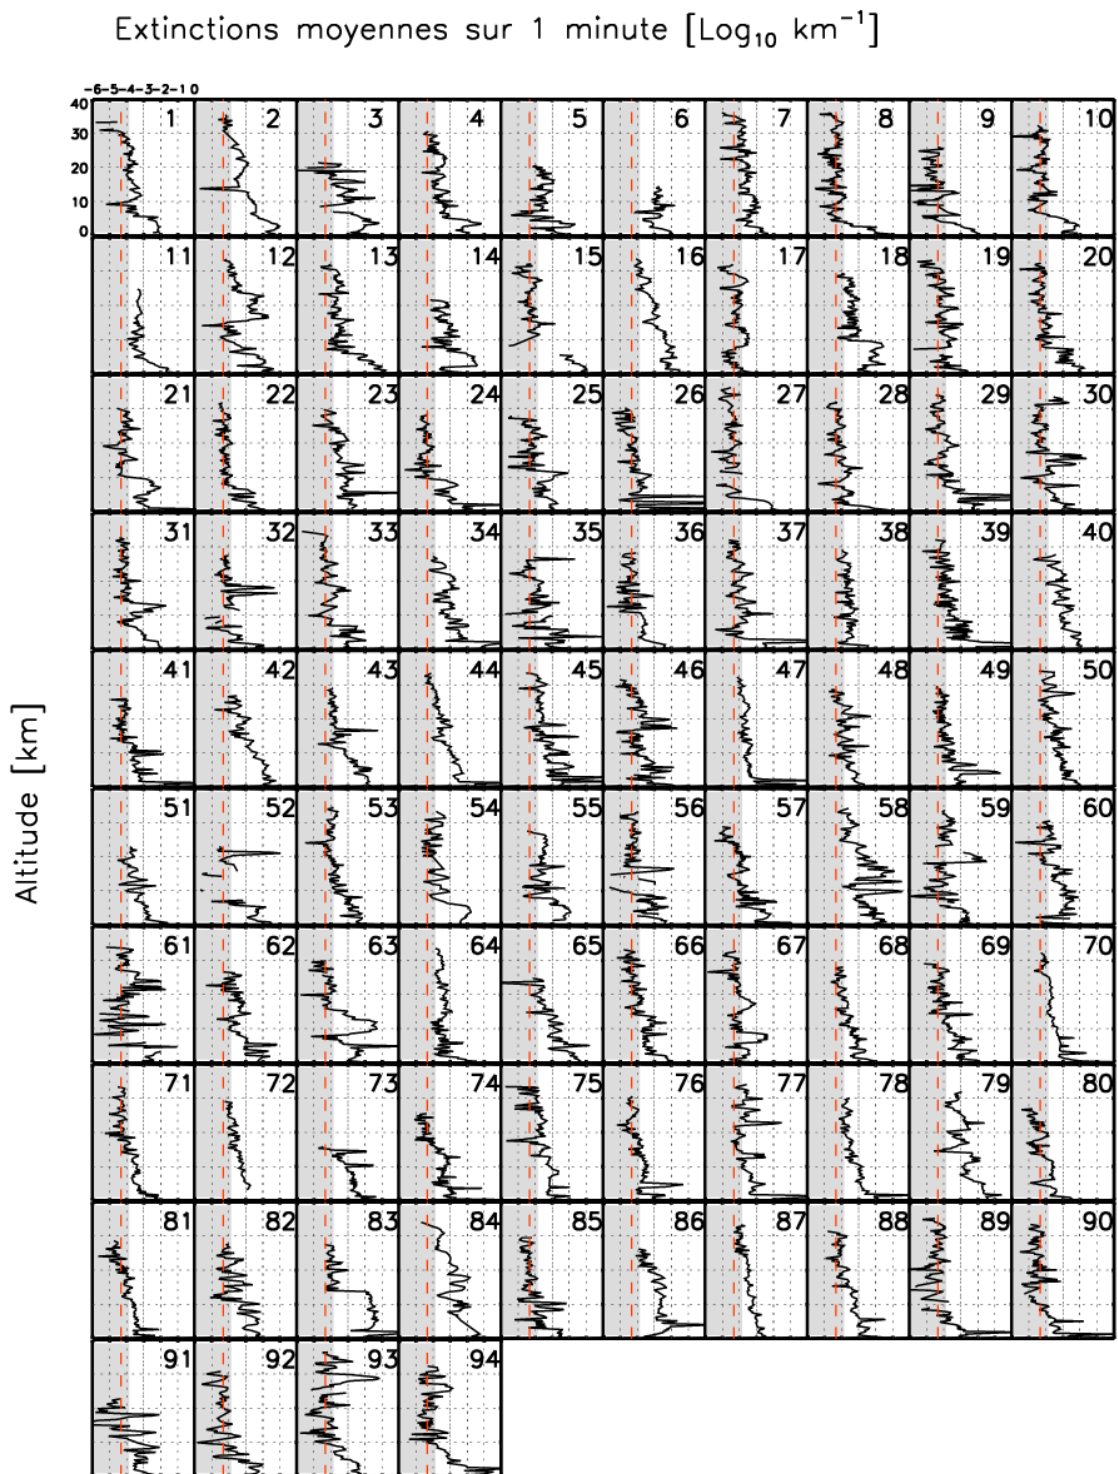 Extinctions moyennes sur 1 minute [Log10 km−1]
−6−5−4−3−2−1 0
40
30
20
10
0
1 2 3 4 5 6 7 8 9 10
11 12 13 14 15 16 17 18 19 20
21 22 23 24 25 26 27 28 29 30
31 32 33 34 35 36 37 38 39 40
41 42 43 44 45 46 47 48 49 50
Altitude [km]
51 52 53 54 55 56 57 58 59 60
61 62 63 64 65 66 67 68 69 70
71 72 73 74 75 76 77 78 79 80
81 82 83 84 85 86 87 88 89 90
91 92 93 94